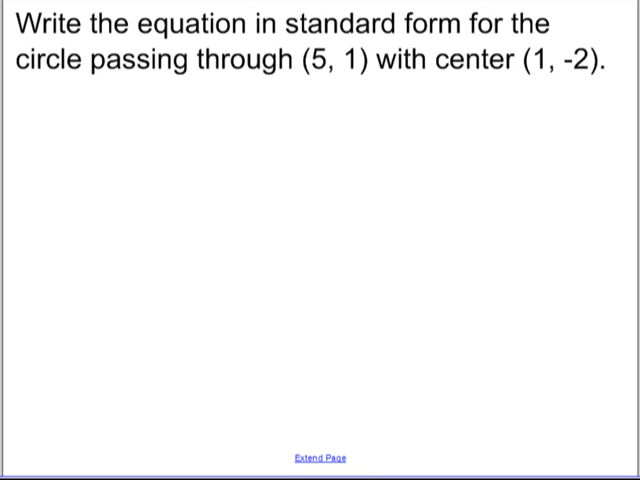 Write the equation in standard form for the
circle passing through (5, 1) with center (1, -2).
Extend Page